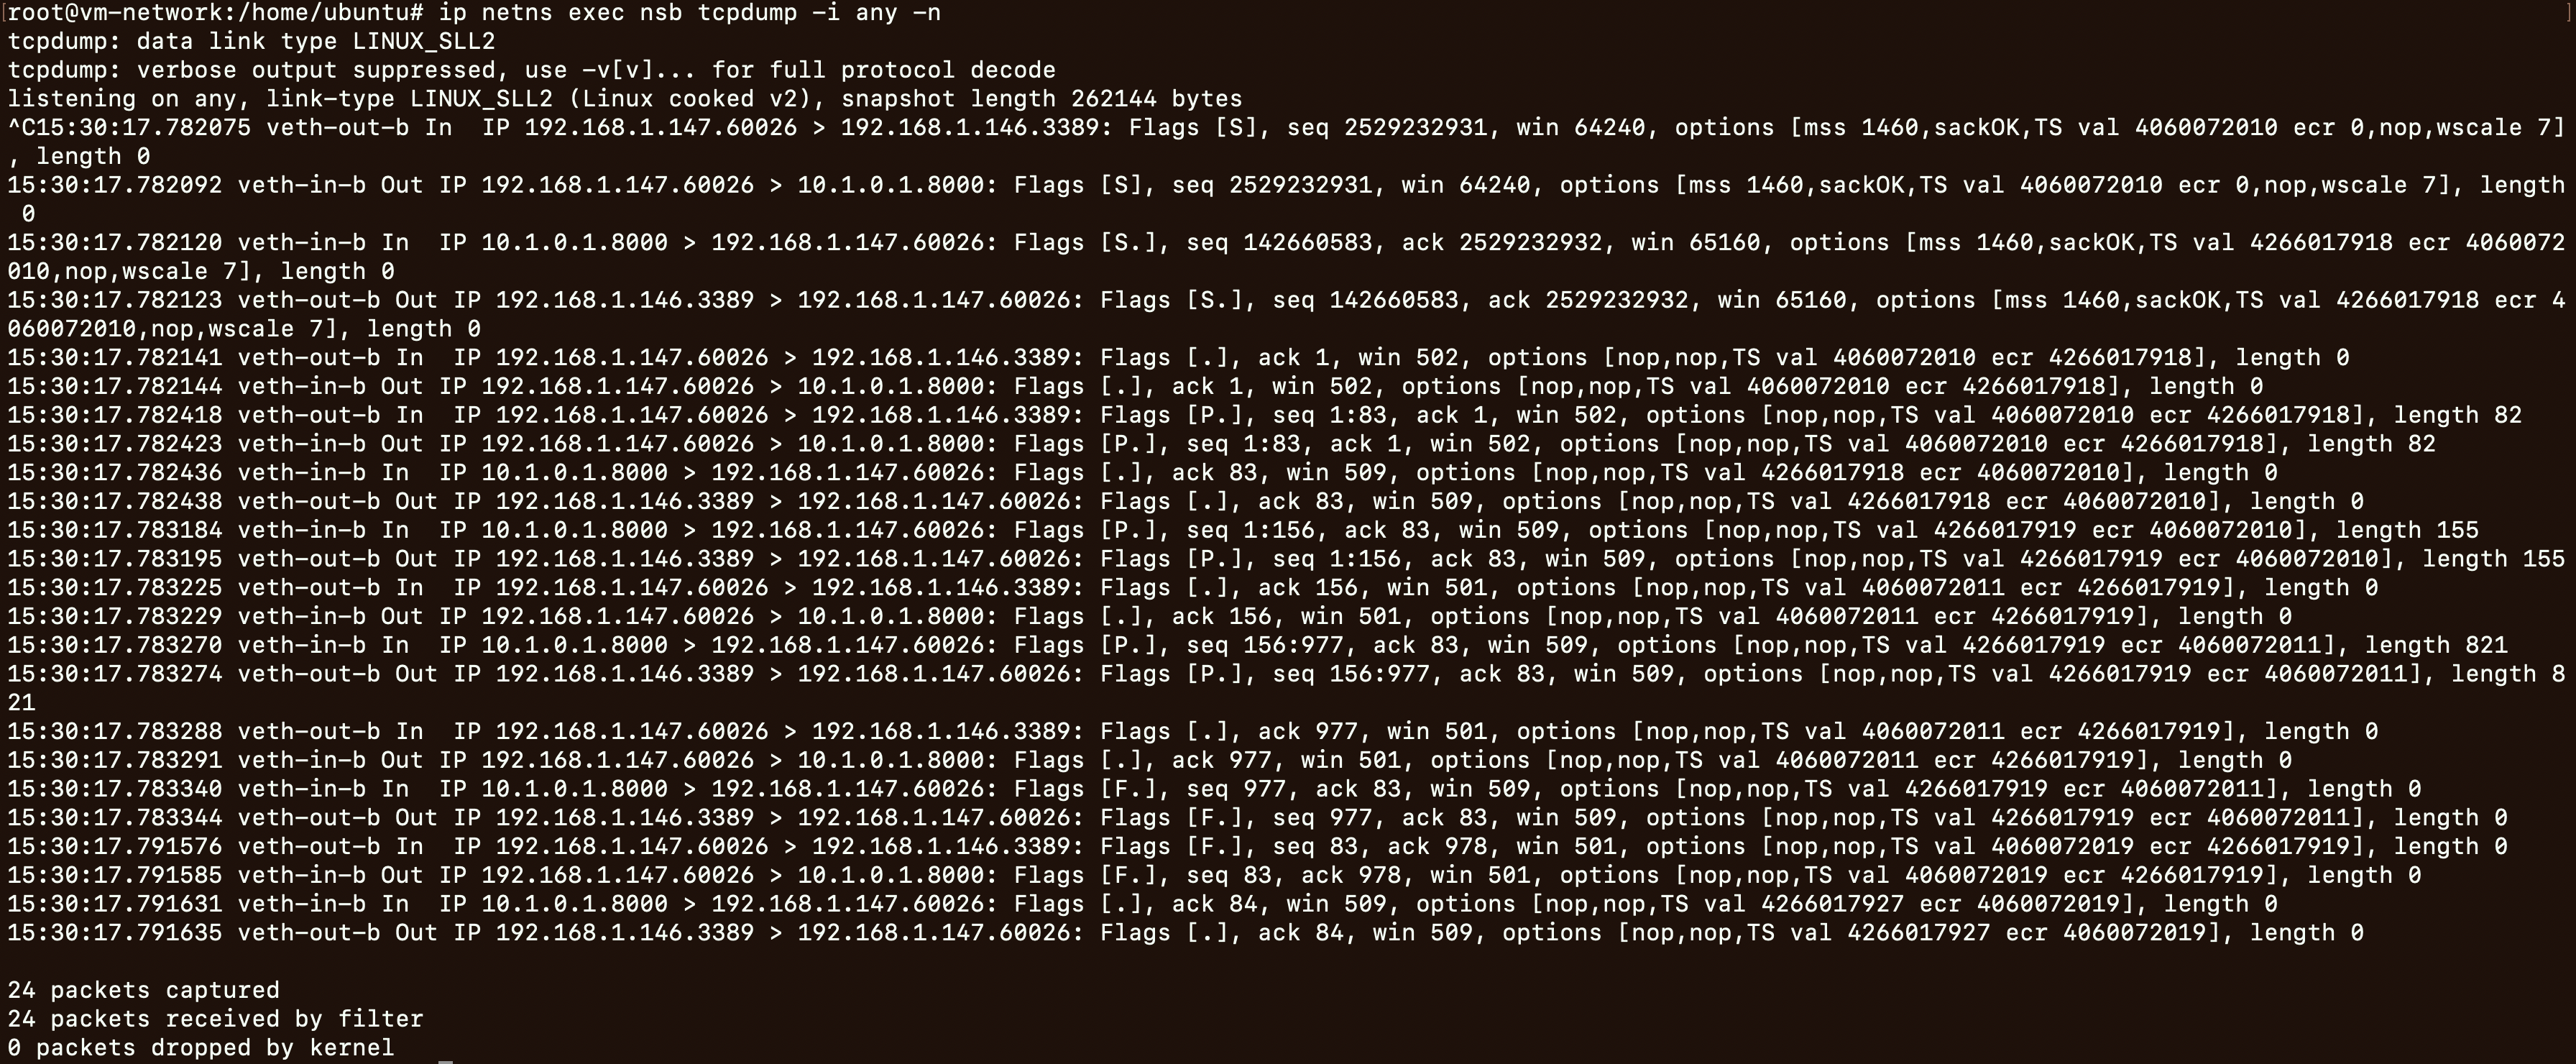 [root@vm-network:/home/ubuntu# ip netns exec nsb tcpdump -i any -n ]
tcpdump: data link type LINUX_SLL2
tcpdump: verbose output suppressed, use -v[v]... for full protocol decode
listening on any, link-type LINUX_SLL2 (Linux cooked v2), snapshot length 262144 bytes
^C15:30:17.782075 veth-out-b In  IP 192.168.1.147.60026 > 192.168.1.146.3389: Flags [S], seq 2529232931, win 64240, options [mss 1460,sackOK,TS val 4060072010 ecr 0,nop,wscale 7]
, length 0
15:30:17.782092 veth-in-b Out IP 192.168.1.147.60026 > 10.1.0.1.8000: Flags [S], seq 2529232931, win 64240, options [mss 1460,sackOK,TS val 4060072010 ecr 0,nop,wscale 7], length
 0
15:30:17.782120 veth-in-b In  IP 10.1.0.1.8000 > 192.168.1.147.60026: Flags [S.], seq 142660583, ack 2529232932, win 65160, options [mss 1460,sackOK,TS val 4266017918 ecr 4060072
010,nop,wscale 7], length 0
15:30:17.782123 veth-out-b Out IP 192.168.1.146.3389 > 192.168.1.147.60026: Flags [S.], seq 142660583, ack 2529232932, win 65160, options [mss 1460,sackOK,TS val 4266017918 ecr 4
060072010,nop,wscale 7], length 0
15:30:17.782141 veth-out-b In  IP 192.168.1.147.60026 > 192.168.1.146.3389: Flags [.], ack 1, win 502, options [nop,nop,TS val 4060072010 ecr 4266017918], length 0
15:30:17.782144 veth-in-b Out IP 192.168.1.147.60026 > 10.1.0.1.8000: Flags [.], ack 1, win 502, options [nop,nop,TS val 4060072010 ecr 4266017918], length 0
15:30:17.782418 veth-out-b In  IP 192.168.1.147.60026 > 192.168.1.146.3389: Flags [P.], seq 1:83, ack 1, win 502, options [nop,nop,TS val 4060072010 ecr 4266017918], length 82
15:30:17.782423 veth-in-b Out IP 192.168.1.147.60026 > 10.1.0.1.8000: Flags [P.], seq 1:83, ack 1, win 502, options [nop,nop,TS val 4060072010 ecr 4266017918], length 82
15:30:17.782436 veth-in-b In  IP 10.1.0.1.8000 > 192.168.1.147.60026: Flags [.], ack 83, win 509, options [nop,nop,TS val 4266017918 ecr 4060072010], length 0
15:30:17.782438 veth-out-b Out IP 192.168.1.146.3389 > 192.168.1.147.60026: Flags [.], ack 83, win 509, options [nop,nop,TS val 4266017918 ecr 4060072010], length 0
15:30:17.783184 veth-in-b In  IP 10.1.0.1.8000 > 192.168.1.147.60026: Flags [P.], seq 1:156, ack 83, win 509, options [nop,nop,TS val 4266017919 ecr 4060072010], length 155
15:30:17.783195 veth-out-b Out IP 192.168.1.146.3389 > 192.168.1.147.60026: Flags [P.], seq 1:156, ack 83, win 509, options [nop,nop,TS val 4266017919 ecr 4060072010], length 155
15:30:17.783225 veth-out-b In  IP 192.168.1.147.60026 > 192.168.1.146.3389: Flags [.], ack 156, win 501, options [nop,nop,TS val 4060072011 ecr 4266017919], length 0
15:30:17.783229 veth-in-b Out IP 192.168.1.147.60026 > 10.1.0.1.8000: Flags [.], ack 156, win 501, options [nop,nop,TS val 4060072011 ecr 4266017919], length 0
15:30:17.783270 veth-in-b In  IP 10.1.0.1.8000 > 192.168.1.147.60026: Flags [P.], seq 156:977, ack 83, win 509, options [nop,nop,TS val 4266017919 ecr 4060072011], length 821
15:30:17.783274 veth-out-b Out IP 192.168.1.146.3389 > 192.168.1.147.60026: Flags [P.], seq 156:977, ack 83, win 509, options [nop,nop,TS val 4266017919 ecr 4060072011], length 8
21
15:30:17.783288 veth-out-b In  IP 192.168.1.147.60026 > 192.168.1.146.3389: Flags [.], ack 977, win 501, options [nop,nop,TS val 4060072011 ecr 4266017919], length 0
15:30:17.783291 veth-in-b Out IP 192.168.1.147.60026 > 10.1.0.1.8000: Flags [.], ack 977, win 501, options [nop,nop,TS val 4060072011 ecr 4266017919], length 0
15:30:17.783340 veth-in-b In  IP 10.1.0.1.8000 > 192.168.1.147.60026: Flags [F.], seq 977, ack 83, win 509, options [nop,nop,TS val 4266017919 ecr 4060072011], length 0
15:30:17.783344 veth-out-b Out IP 192.168.1.146.3389 > 192.168.1.147.60026: Flags [F.], seq 977, ack 83, win 509, options [nop,nop,TS val 4266017919 ecr 4060072011], length 0
15:30:17.791576 veth-out-b In  IP 192.168.1.147.60026 > 192.168.1.146.3389: Flags [F.], seq 83, ack 978, win 501, options [nop,nop,TS val 4060072019 ecr 4266017919], length 0
15:30:17.791585 veth-in-b Out IP 192.168.1.147.60026 > 10.1.0.1.8000: Flags [F.], seq 83, ack 978, win 501, options [nop,nop,TS val 4060072019 ecr 4266017919], length 0
15:30:17.791631 veth-in-b In  IP 10.1.0.1.8000 > 192.168.1.147.60026: Flags [.], ack 84, win 509, options [nop,nop,TS val 4266017927 ecr 4060072019], length 0
15:30:17.791635 veth-out-b Out IP 192.168.1.146.3389 > 192.168.1.147.60026: Flags [.], ack 84, win 509, options [nop,nop,TS val 4266017927 ecr 4060072019], length 0
24 packets captured
24 packets received by filter
0 packets dropped by kernel